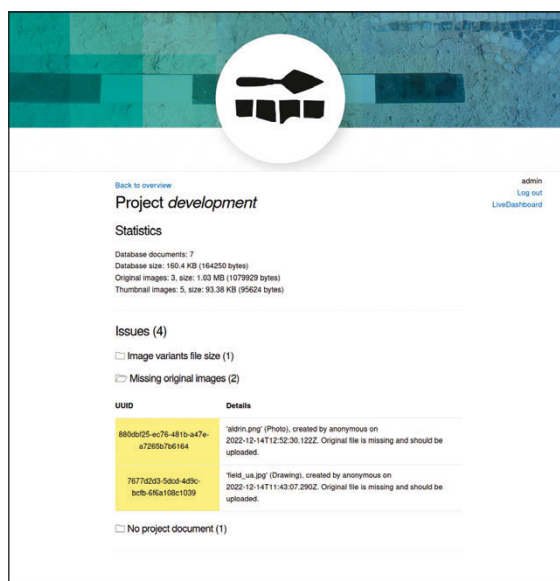 Back to overview
admin
Log out
LiveDashboard
Project development
Statistics
Database documents: 7
Database size: 160.4 KB (164250 bytes)
Original images: 3, size: 1.03 MB (1079929 bytes)
Thumbnail images: 5, size: 93.38 KB (95624 bytes)
Issues (4)
Image variants file size (1)
Missing original images (2)
UUID Details
880dbf25-ec76-481b-a47e-
a7265b7b6164
'aldrin.png' (Photo), created by anonymous on
2022-12-14T12:52:30.122Z. Original file is missing and should be
uploaded.
7677d2d3-5dcd-4d9c-
bcfb-6f6a108c1039
'field_ua.jpg' (Drawing), created by anonymous on
2022-12-14T11:43:07.290Z. Original file is missing and should be
uploaded.
No project document (1)